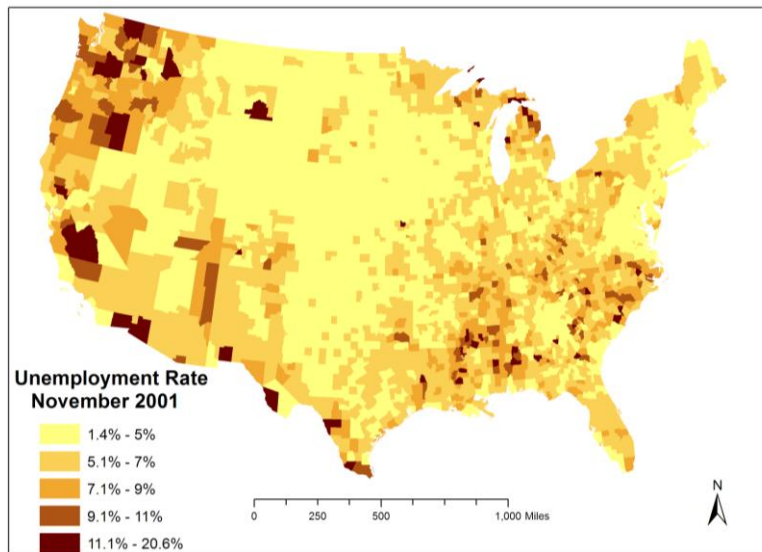 Unemployment Rate
November 2001
1.4% - 5%
5.1% - 7%
7.1% - 9%
9.1% - 11%
11.1% - 20.6%
0 250 500 1,000 Miles
N